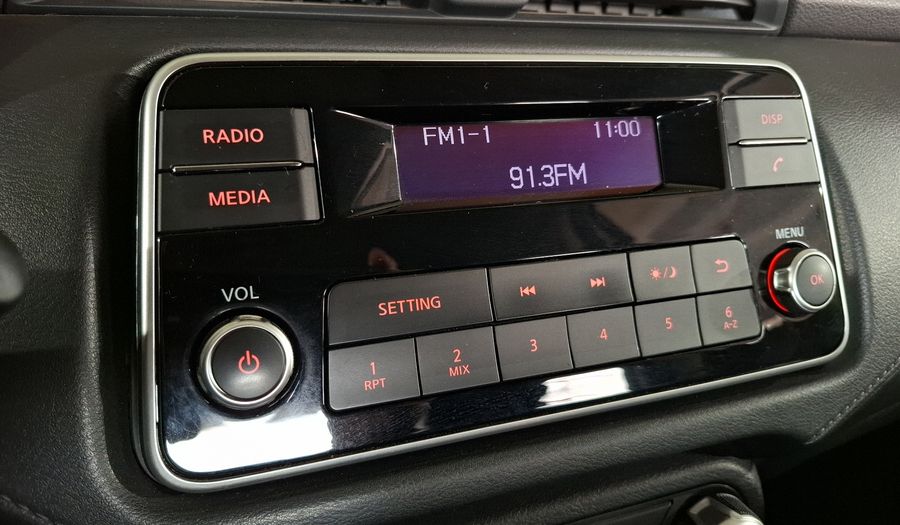 RADIO
MEDIA
FM1-1 11:00
91.3FM
DISP
MENU
OK
VOL
SETTING
1
RPT
2
MIX
3
4
5
6
A-Z